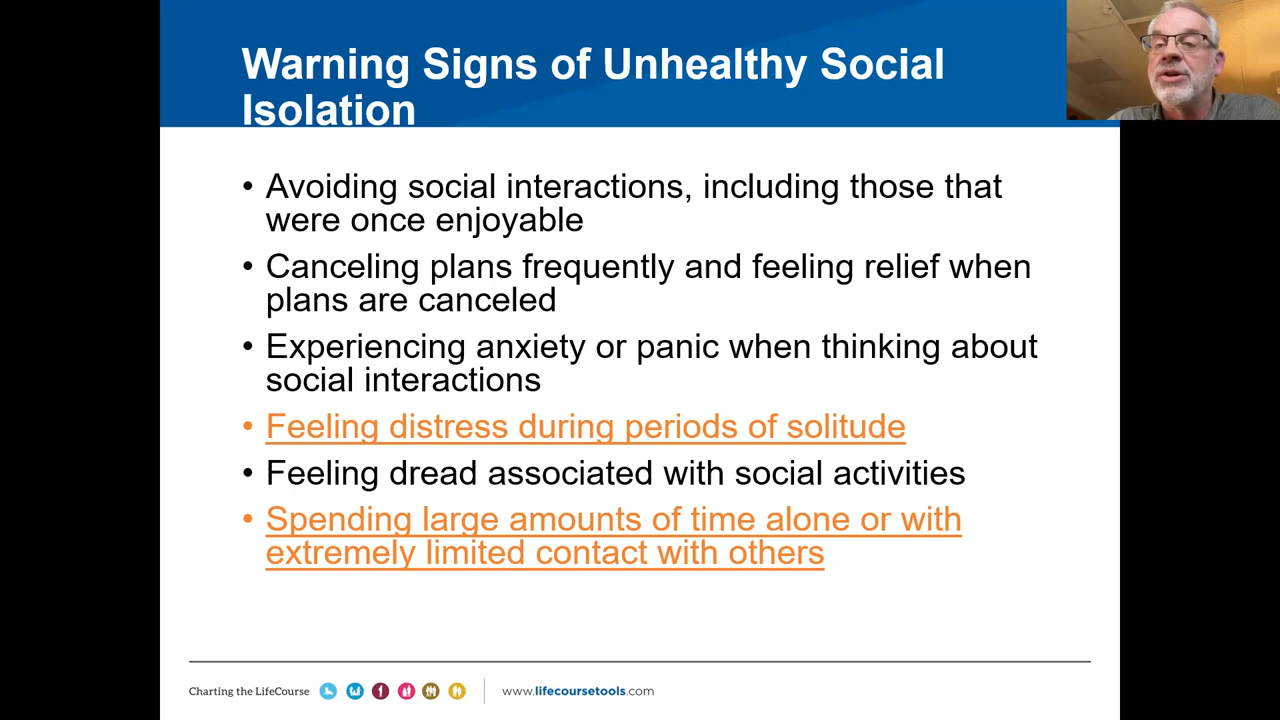 Warning Signs of Unhealthy Social
Isolation
• Avoiding social interactions, including those that
were once enjoyable
• Canceling plans frequently and feeling relief when
plans are canceled
• Experiencing anxiety or panic when thinking about
social interactions
• Feeling distress during periods of solitude
• Feeling dread associated with social activities
• Spending large amounts of time alone or with
extremely limited contact with others
Charting the LifeCourse www.lifecoursetools.com